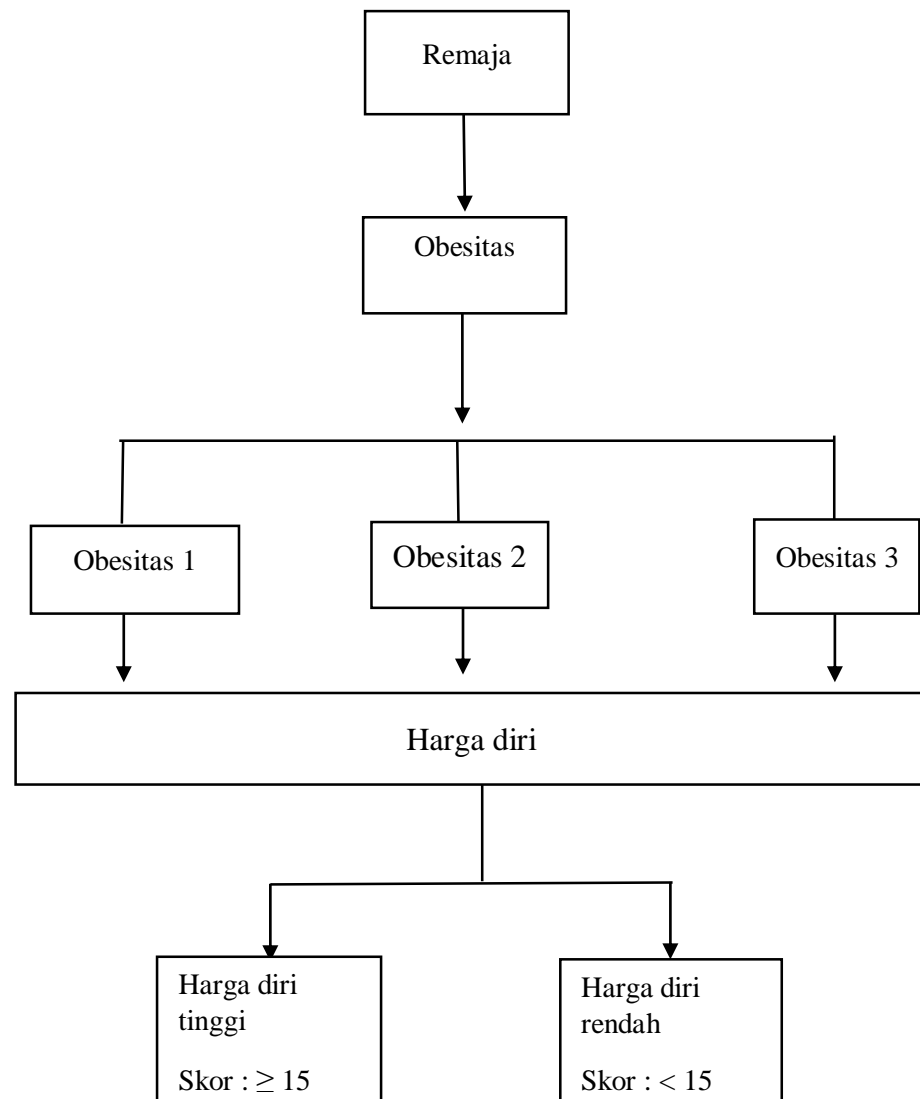 Remaja
Obesitas
Obesitas 1
Obesitas 2
Obesitas 3
Harga diri
Harga diri
tinggi
Skor : ≥ 15
Harga diri
rendah
Skor : < 15